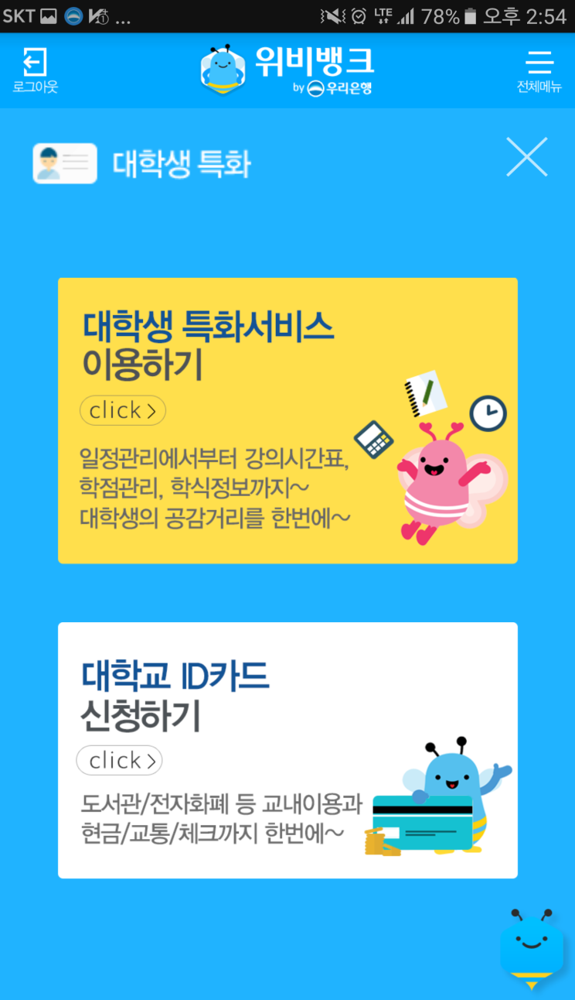 SKT ... LTE 78% 오후 2:54
로그아웃
위비뱅크
by 우리은행
전체메뉴
대학생 특화
대학생 특화서비스
이용하기
click >
일정관리에서부터 강의시간표,
학점관리, 학식정보까지~
대학생의 공감거리를 한번에~
대학교 ID카드
신청하기
click >
도서관/전자화폐 등 교내이용과
현금/교통/체크까지 한번에~